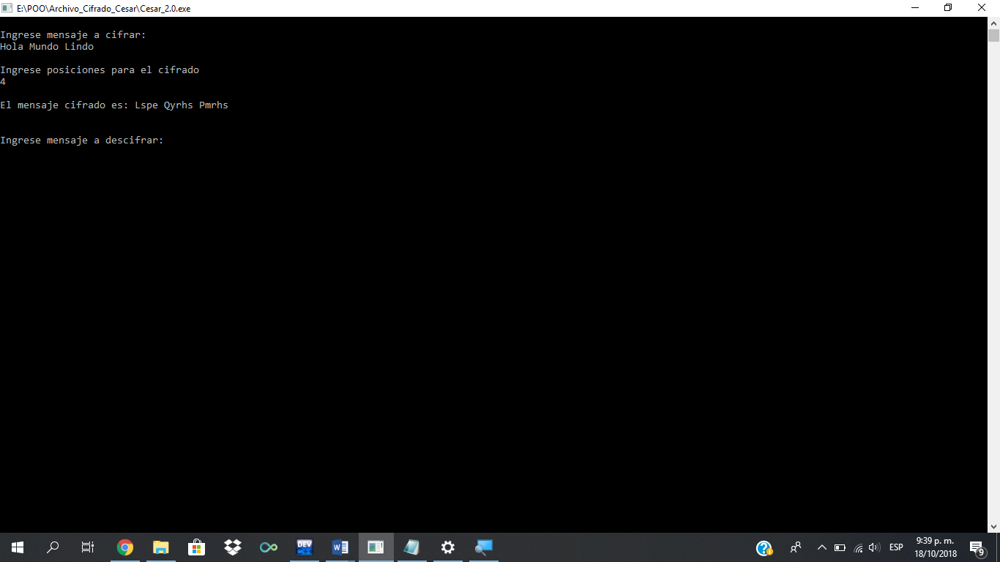 E:\POO\Archivo_Cifrado_Cesar\Cesar_2.0.exe
Ingrese mensaje a cifrar:
Hola Mundo Lindo
Ingrese posiciones para el cifrado
4
El mensaje cifrado es: Lspe Qyrhs Pmrhs
Ingrese mensaje a descifrar:
DEV
W
ESP
9:39 p. m.
18/10/2018
9